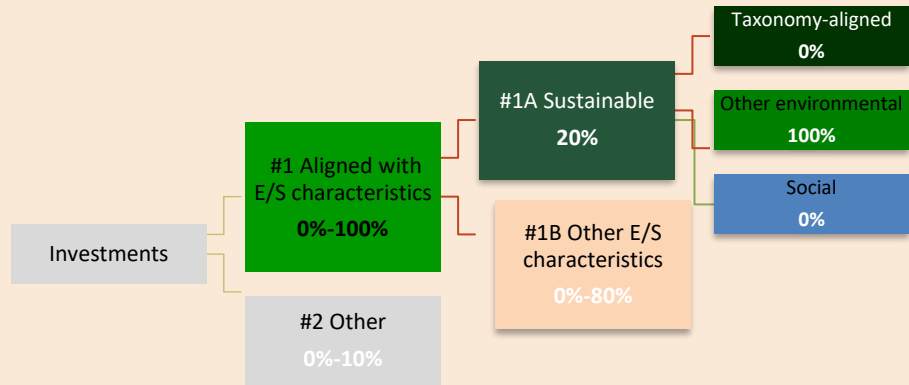 Investments
#1 Aligned with
E/S characteristics
0%-100%
#2 Other
0%-10%
#1A Sustainable
20%
#1B Other E/S
characteristics
0%-80%
Taxonomy-aligned
0%
Other environmental
100%
Social
0%